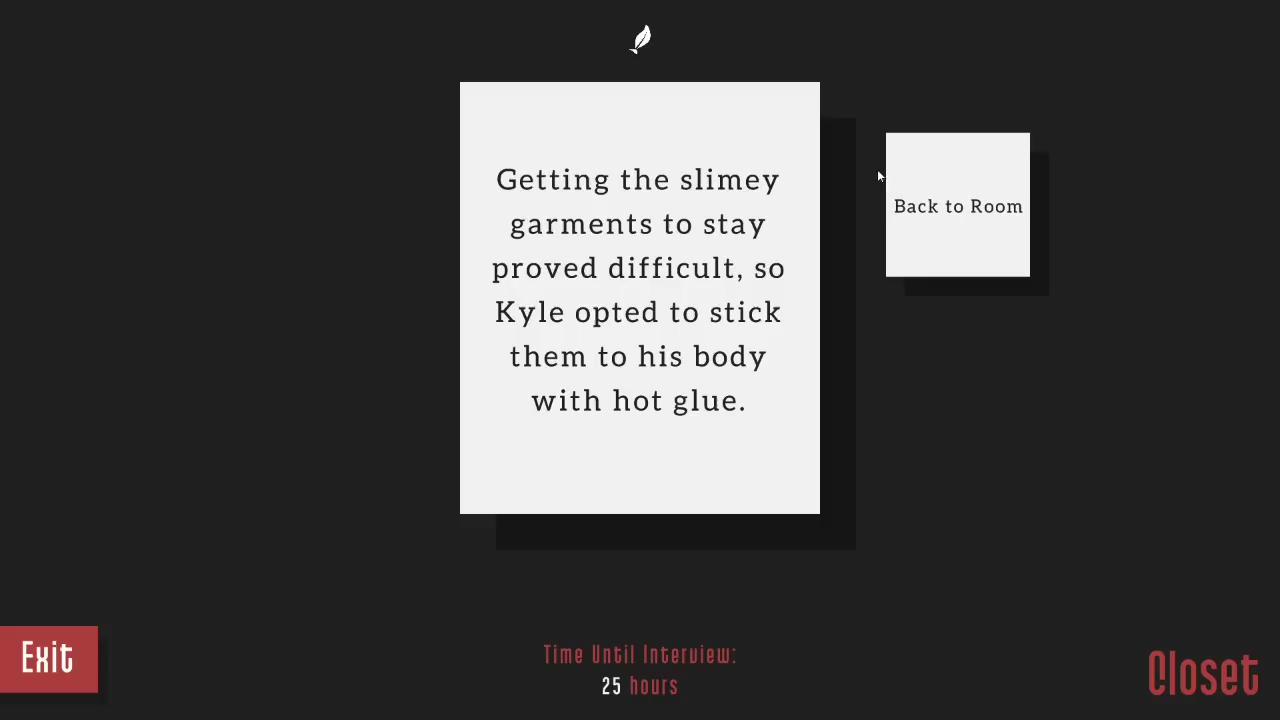 Getting the slimey
garments to stay
proved difficult, so
Kyle opted to stick
them to his body
with hot glue.
Back to Room
Exit
Time Until Interview:
25 hours
Closet